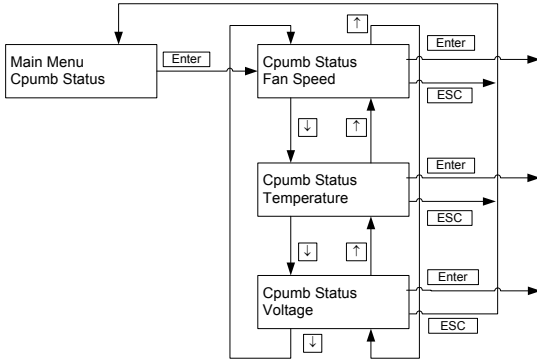 ↑
Main Menu
Cpumb Status
Enter
Cpumb Status
Fan Speed
Enter
ESC
↓
↑
Cpumb Status
Temperature
Enter
ESC
↓
↑
Cpumb Status
Voltage
Enter
ESC
↓